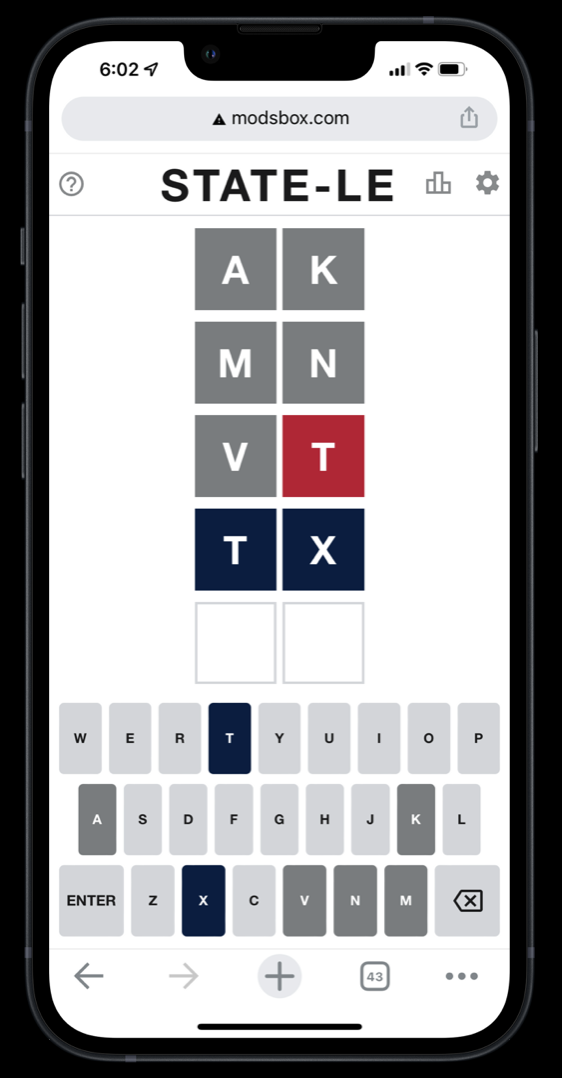 6:02
modsbox.com
STATE-LE
A K
M N
V T
T X
W E R T Y U I O P
A S D F G H J K L
ENTER Z X C V N M
43